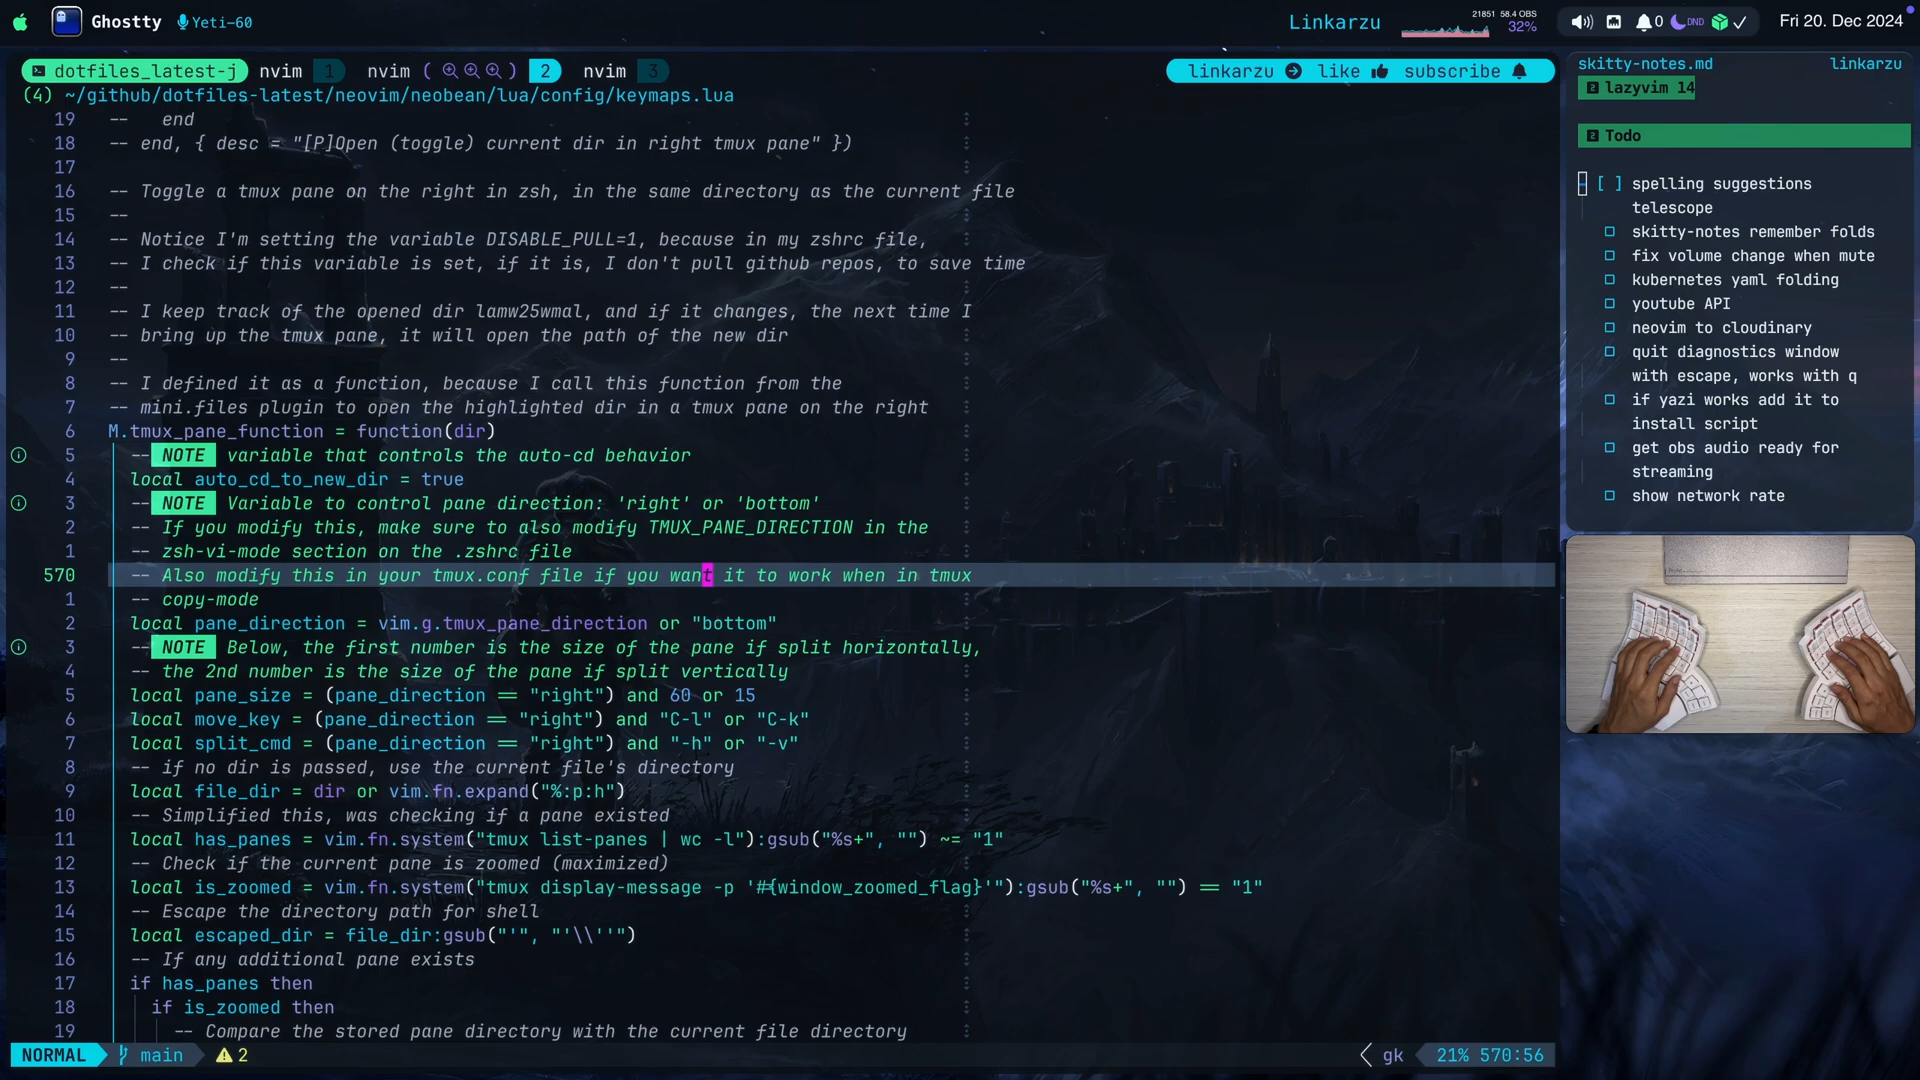 Ghostty Yeti-60
Linkarzu 21851 58.4 OBS 32% 0 DND Fri 20. Dec 2024
dotfiles_latest-j nvim 1 nvim ( ) 2 nvim 3 linkarzu like subscribe
(4) ~/github/dotfiles-latest/neovim/neobean/lua/config/keymaps.lua
19 --   end
18 -- end, { desc = "[P]Open (toggle) current dir in right tmux pane" })
17
16 -- Toggle a tmux pane on the right in zsh, in the same directory as the current file
15 --
14 -- Notice I'm setting the variable DISABLE_PULL=1, because in my zshrc file,
13 -- I check if this variable is set, if it is, I don't pull github repos, to save time
12 --
11 -- I keep track of the opened dir lamw25wmal, and if it changes, the next time I
10 -- bring up the tmux pane, it will open the path of the new dir
9 --
8 -- I defined it as a function, because I call this function from the
7 -- mini.files plugin to open the highlighted dir in a tmux pane on the right
6 M.tmux_pane_function = function(dir)
5 -- NOTE variable that controls the auto-cd behavior
4 local auto_cd_to_new_dir = true
3 -- NOTE Variable to control pane direction: 'right' or 'bottom'
2 -- If you modify this, make sure to also modify TMUX_PANE_DIRECTION in the
1 -- zsh-vi-mode section on the .zshrc file
570 -- Also modify this in your tmux.conf file if you want it to work when in tmux
1 -- copy-mode
2 local pane_direction = vim.g.tmux_pane_direction or "bottom"
3 -- NOTE Below, the first number is the size of the pane if split horizontally,
4 -- the 2nd number is the size of the pane if split vertically
5 local pane_size = (pane_direction == "right") and 60 or 15
6 local move_key = (pane_direction == "right") and "C-l" or "C-k"
7 local split_cmd = (pane_direction == "right") and "-h" or "-v"
8 -- if no dir is passed, use the current file's directory
9 local file_dir = dir or vim.fn.expand("%:p:h")
10 -- Simplified this, was checking if a pane existed
11 local has_panes = vim.fn.system("tmux list-panes | wc -l"):gsub("%s+", "") ~= "1"
12 -- Check if the current pane is zoomed (maximized)
13 local is_zoomed = vim.fn.system("tmux display-message -p '#{window_zoomed_flag}'"):gsub("%s+", "") == "1"
14 -- Escape the directory path for shell
15 local escaped_dir = file_dir:gsub("'", "'\\''")
16 -- If any additional pane exists
17 if has_panes then
18 if is_zoomed then
19 -- Compare the stored pane directory with the current file directory
NORMAL main 2 gk 21% 570:56
skitty-notes.md linkarzu
2 lazyvim 14
2 Todo
- [ ] spelling suggestions
telescope
skitty-notes remember folds
fix volume change when mute
kubernetes yaml folding
youtube API
neovim to cloudinary
quit diagnostics window
with escape, works with q
if yazi works add it to
install script
get obs audio ready for
streaming
show network rate